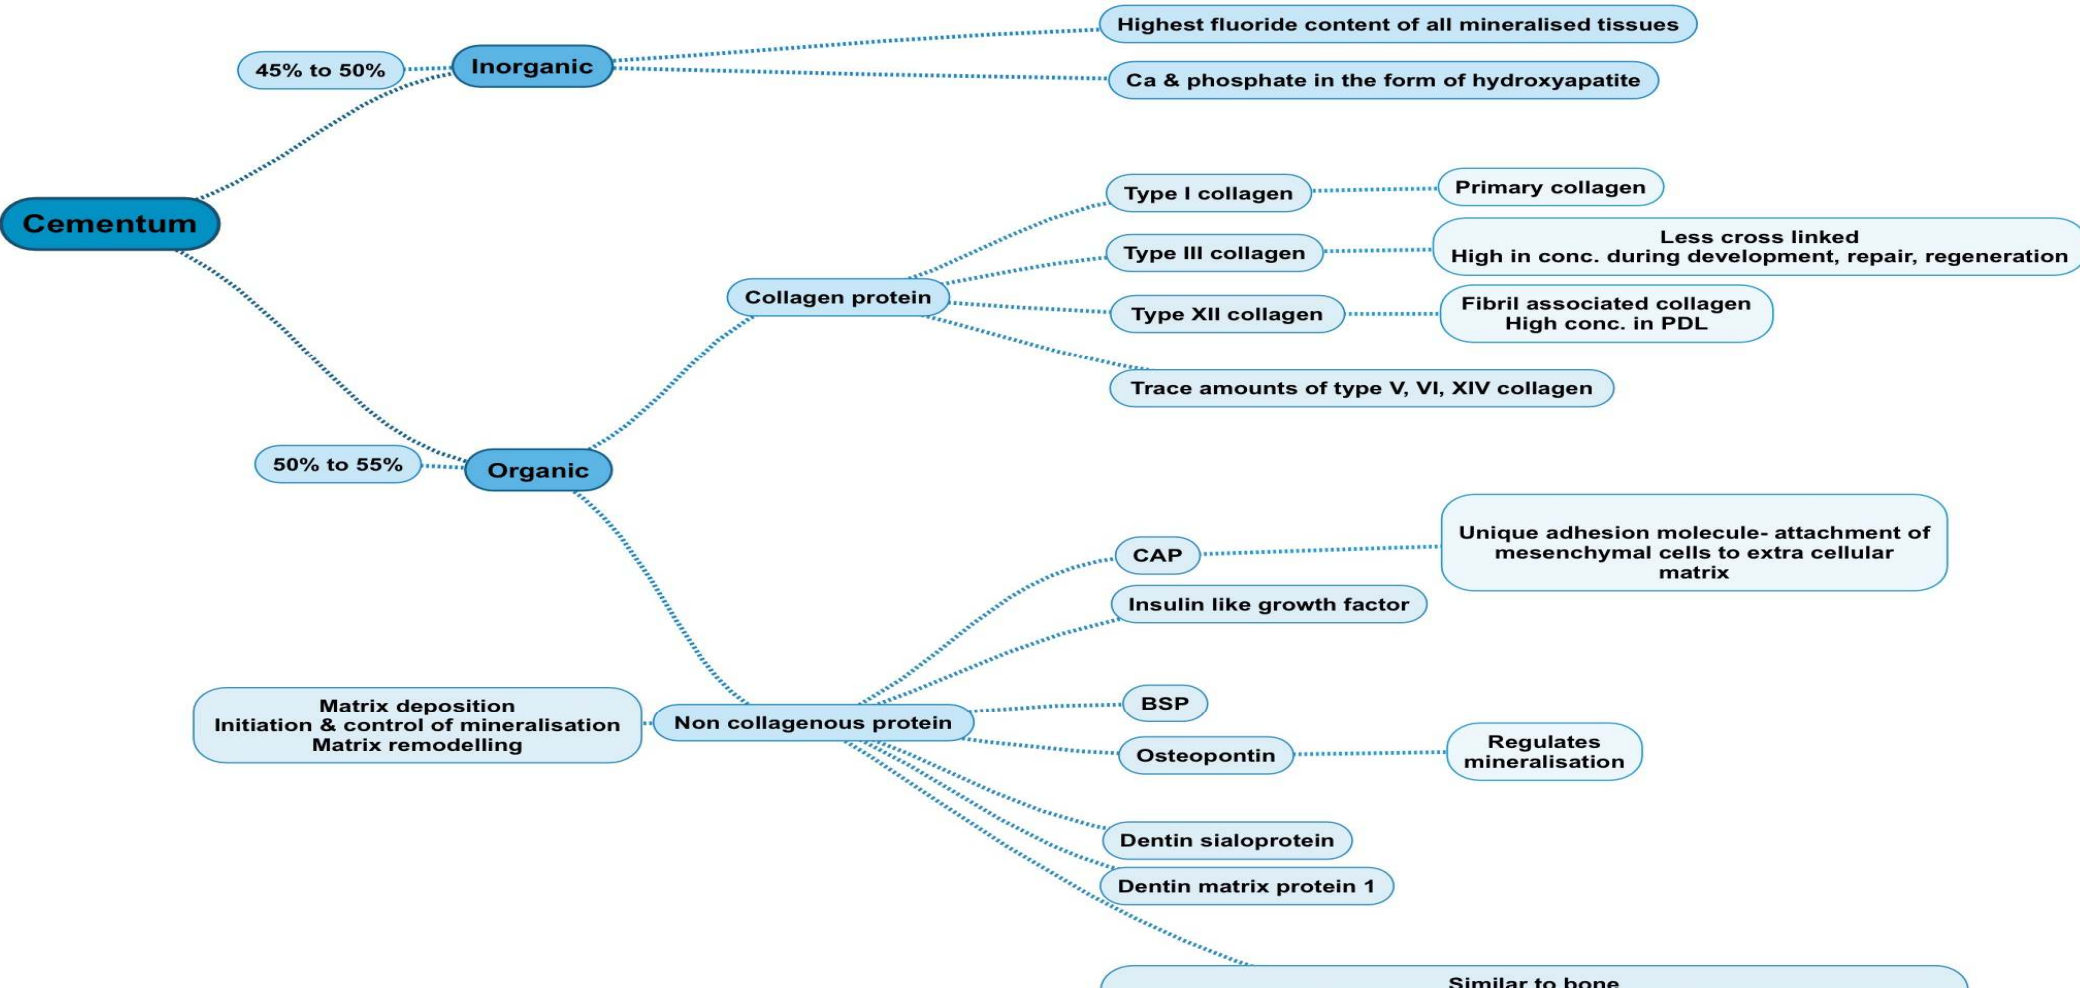 Highest fluoride content of all mineralised tissues
45% to 50%
Inorganic
Ca & phosphate in the form of hydroxyapatite
Cementum
Type I collagen
Primary collagen
Type III collagen
Less cross linked
High in conc. during development, repair, regeneration
Collagen protein
Type XII collagen
Fibril associated collagen
High conc. in PDL
Trace amounts of type V, VI, XIV collagen
50% to 55%
Organic
CAP
Unique adhesion molecule- attachment of
mesenchymal cells to extra cellular
matrix
Insulin like growth factor
Matrix deposition
Initiation & control of mineralisation
Matrix remodelling
Non collagenous protein
BSP
Osteopontin
Regulates
mineralisation
Dentin sialoprotein
Dentin matrix protein 1
Similar to bone